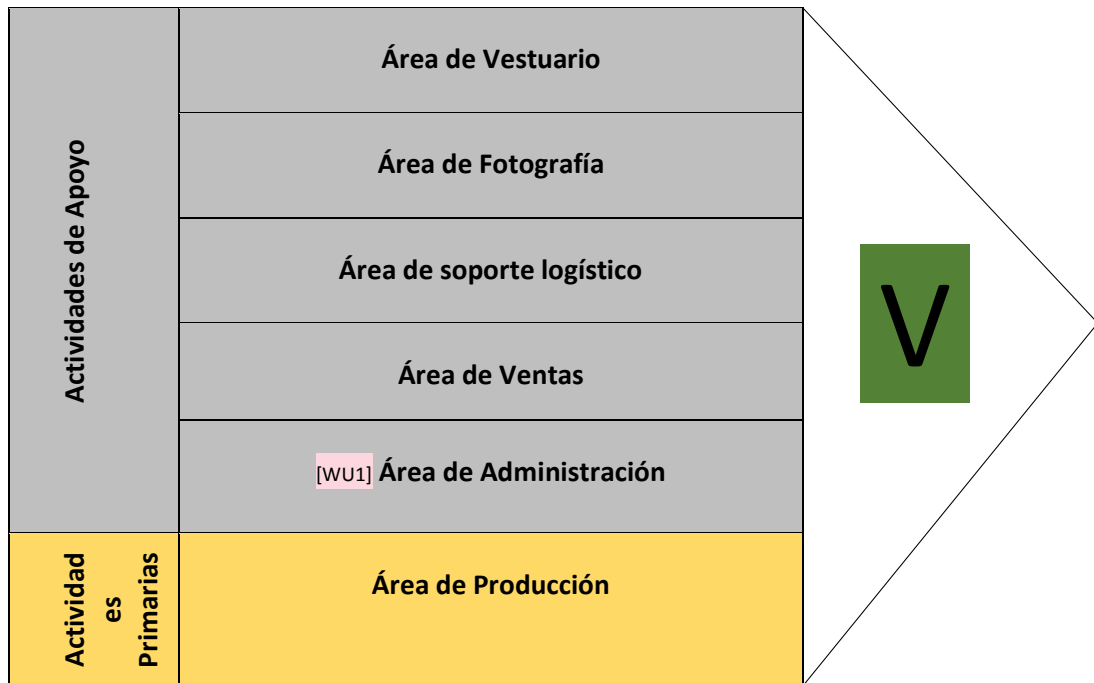 Actividades de Apoyo
Área de Vestuario
Área de Fotografía
Área de soporte logístico
Área de Ventas
[WU1] Área de Administración
V
Actividad
es
Primarias
Área de Producción